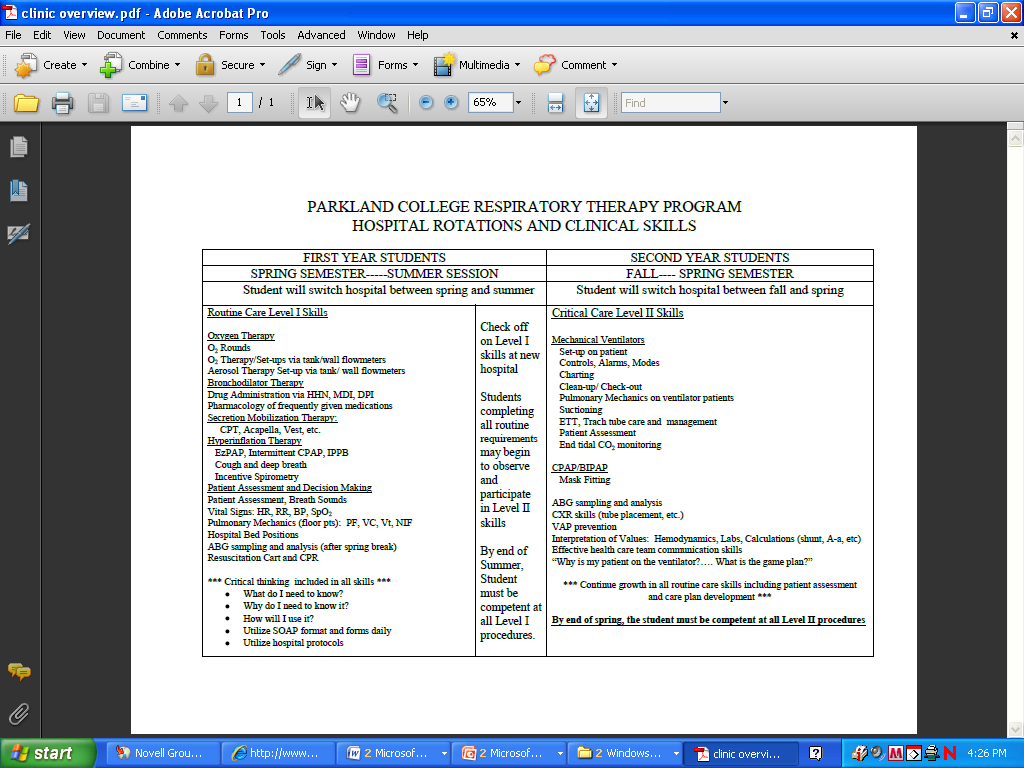 clinic overview.pdf - Adobe Acrobat Pro
File Edit View Document Comments Forms Tools Advanced Window Help
Create Combine Secure Sign Forms Multimedia Comment
1 / 1 65% Find
PARKLAND COLLEGE RESPIRATORY THERAPY PROGRAM
HOSPITAL ROTATIONS AND CLINICAL SKILLS
FIRST YEAR STUDENTS
SPRING SEMESTER-----SUMMER SESSION
Student will switch hospital between spring and summer
Routine Care Level I Skills
Oxygen Therapy
O₂ Rounds
O₂ Therapy/Set-ups via tank/wall flowmeters
Aerosol Therapy Set-up via tank/ wall flowmeters
Bronchodilator Therapy
Drug Administration via HHN, MDI, DPI
Pharmacology of frequently given medications
Secretion Mobilization Therapy:
CPT, Acapella, Vest, etc.
Hyperinflation Therapy
EzPAP, Intermittent CPAP, IPPB
Cough and deep breath
Incentive Spirometry
Patient Assessment and Decision Making
Patient Assessment, Breath Sounds
Vital Signs: HR, RR, BP, SpO₂
Pulmonary Mechanics (floor pts): PF, VC, Vt, NIF
Hospital Bed Positions
ABG sampling and analysis (after spring break)
Resuscitation Cart and CPR
*** Critical thinking included in all skills ***
• What do I need to know?
• Why do I need to know it?
• How will I use it?
• Utilize SOAP format and forms daily
• Utilize hospital protocols
Check off
on Level I
skills at new
hospital
Students
completing
all routine
requirements
may begin
to observe
and
participate
in Level II
skills
By end of
Summer,
Student
must be
competent at
all Level I
procedures.
SECOND YEAR STUDENTS
FALL---- SPRING SEMESTER
Student will switch hospital between fall and spring
Critical Care Level II Skills
Mechanical Ventilators
Set-up on patient
Controls, Alarms, Modes
Charting
Clean-up/ Check-out
Pulmonary Mechanics on ventilator patients
Suctioning
ETT, Trach tube care and management
Patient Assessment
End tidal CO₂ monitoring
CPAP/BIPAP
Mask Fitting
ABG sampling and analysis
CXR skills (tube placement, etc.)
VAP prevention
Interpretation of Values: Hemodynamics, Labs, Calculations (shunt, A-a, etc)
Effective health care team communication skills
“Why is my patient on the ventilator?…. What is the game plan?”
*** Continue growth in all routine care skills including patient assessment
and care plan development ***
By end of spring, the student must be competent at all Level II procedures
start Novell Grou... http://www... 2 Microsof... 2 Microsof... 2 Windows... clinic overvi... 4:26 PM